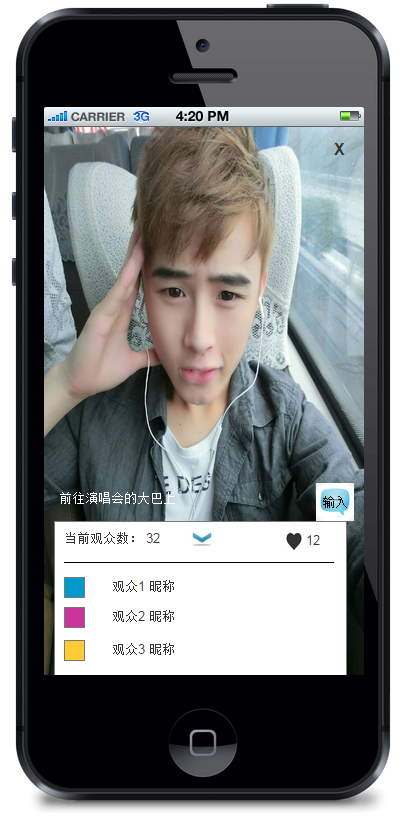 CARRIER 3G 4:20 PM
X
DES
前往演唱会的大巴上
输入
当前观众数： 32 12
观众1 昵称
观众2 昵称
观众3 昵称